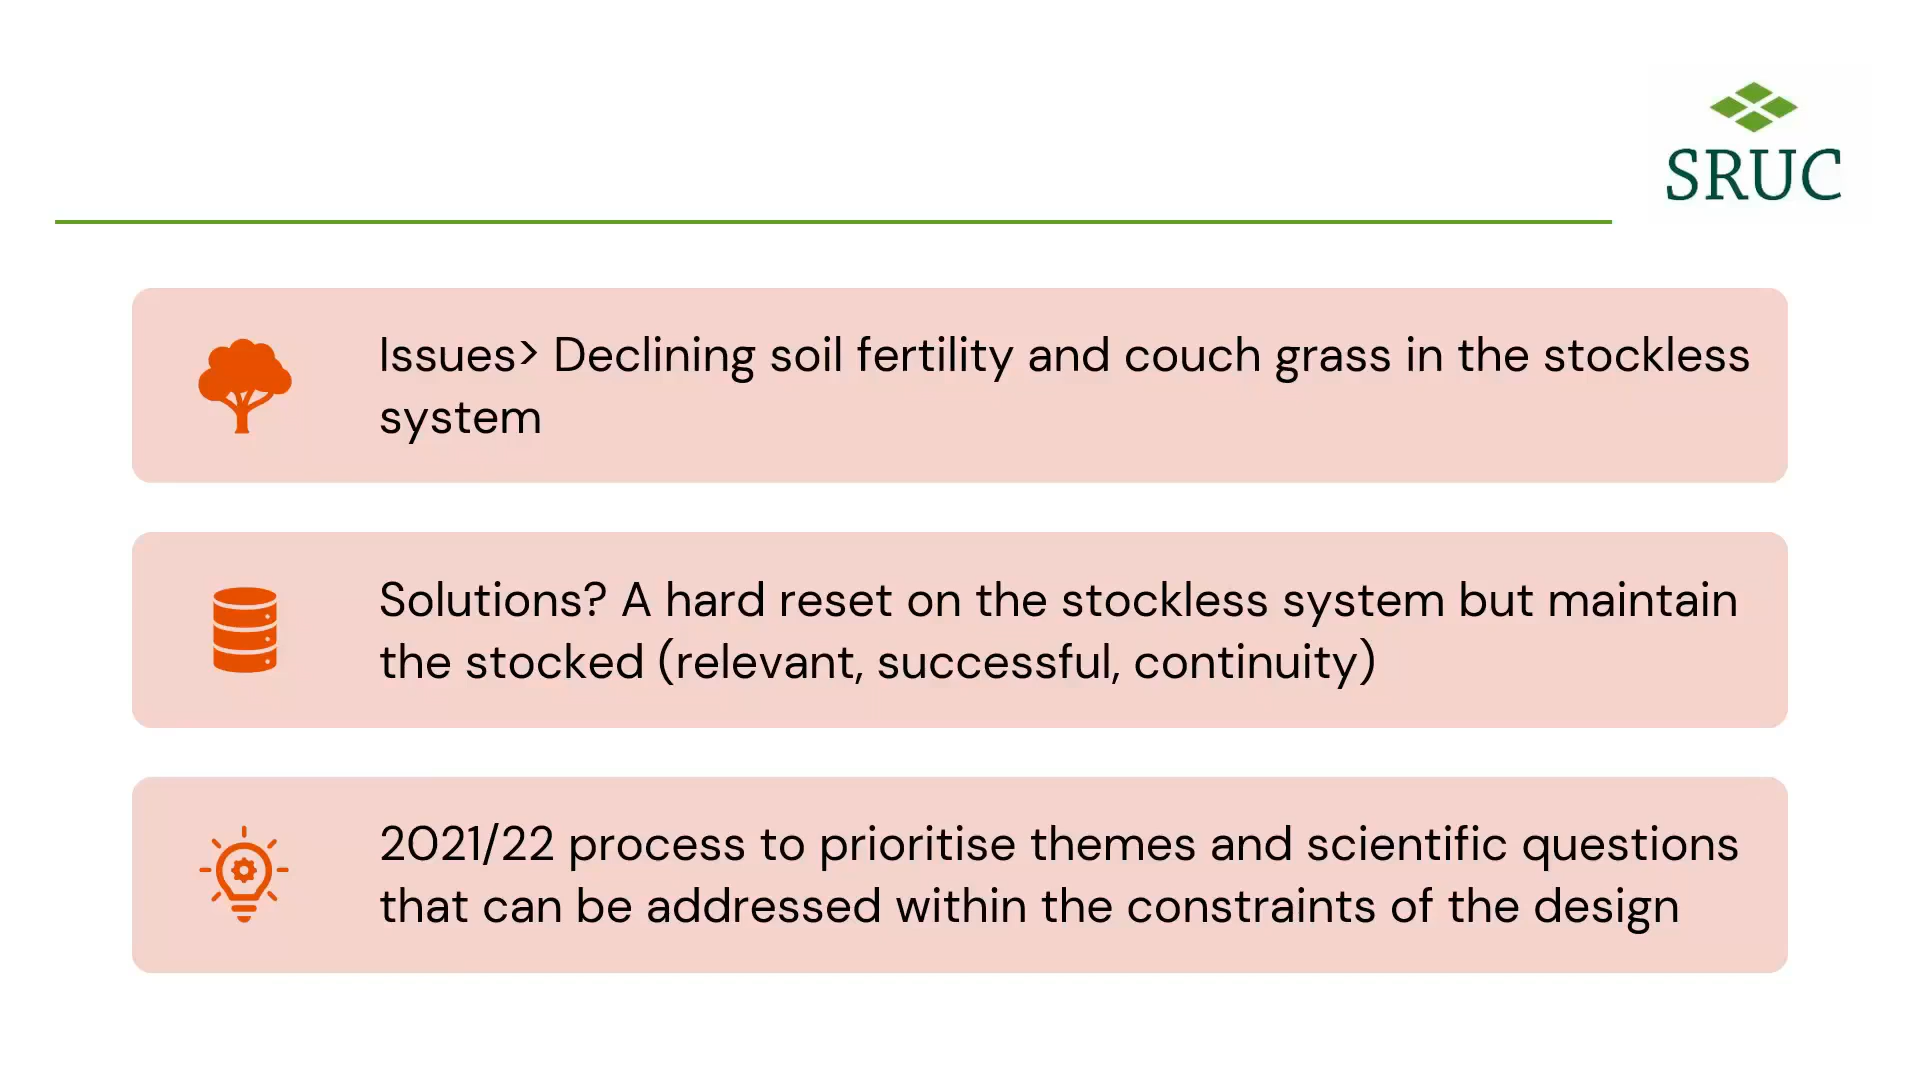 SRUC
Issues> Declining soil fertility and couch grass in the stockless
system
Solutions? A hard reset on the stockless system but maintain
the stocked (relevant, successful, continuity)
2021/22 process to prioritise themes and scientific questions
that can be addressed within the constraints of the design